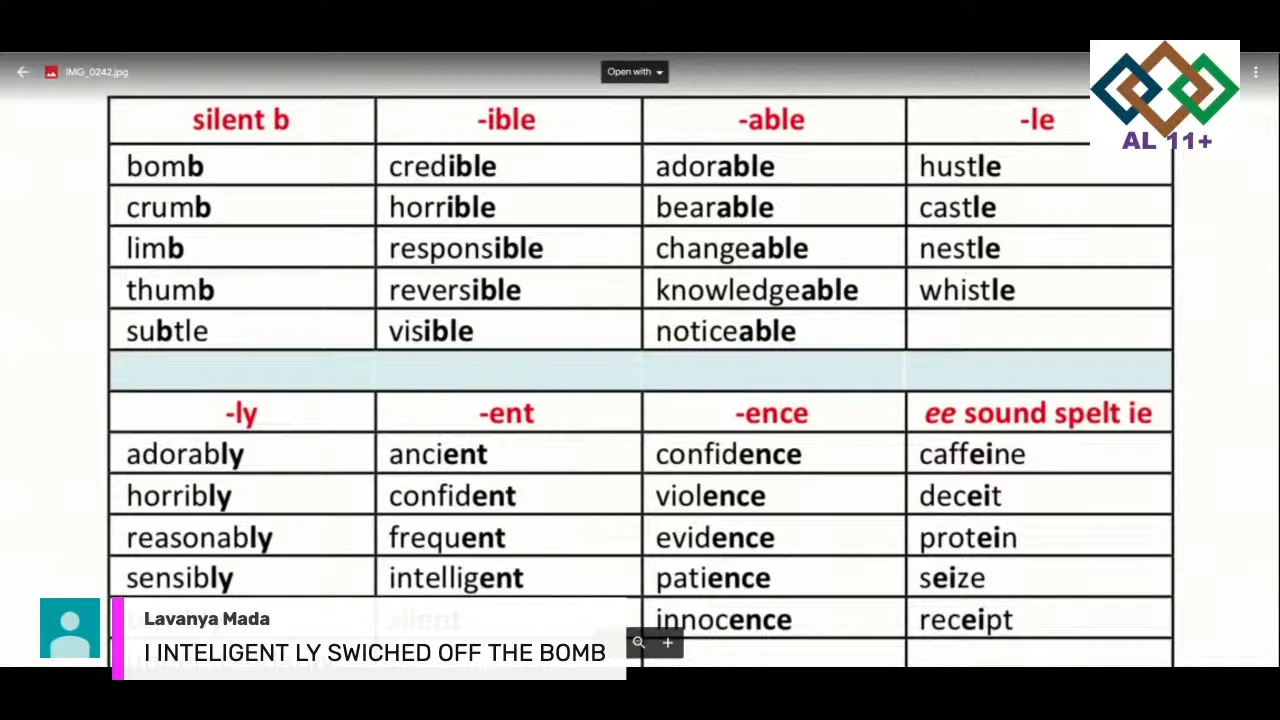 IMG_0242.jpg
Open with
AL 11+
silent b -ible -able -le
bomb credible adorable hustle
crumb horrible bearable castle
limb responsible changeable nestle
thumb reversible knowledgeable whistle
subtle visible noticeable
-ly -ent -ence ee sound spelt ie
adorably ancient confidence caffeine
horribly confident violence deceit
reasonably frequent evidence protein
sensibly intelligent patience seize
silent innocence receipt
Lavanya Mada
I INTELIGENT LY SWICHED OFF THE BOMB